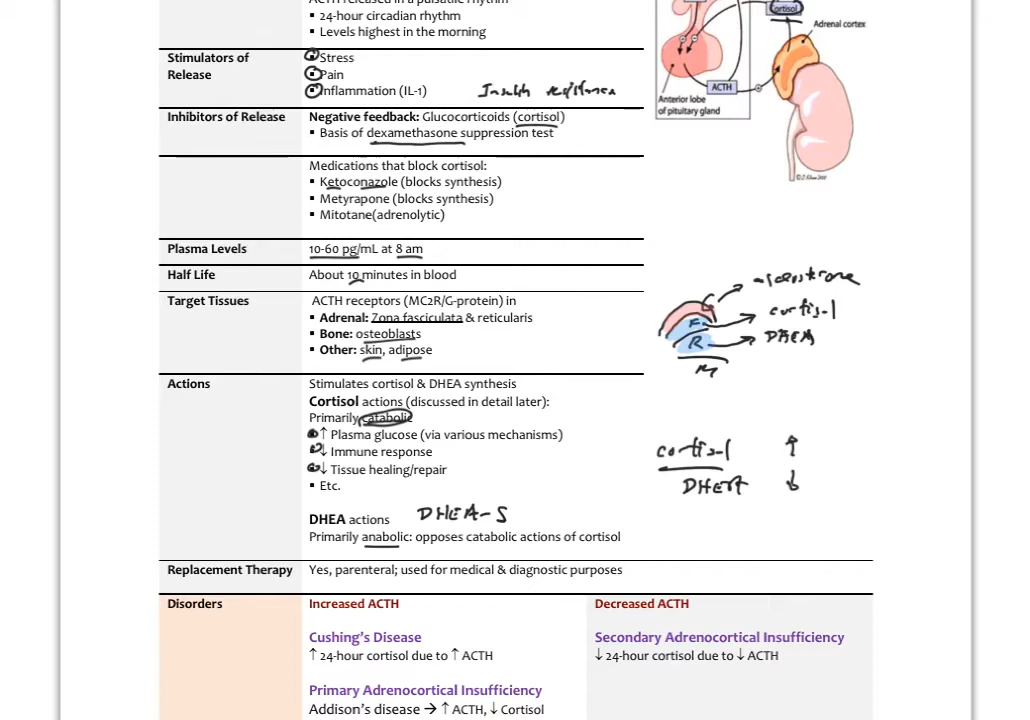 ACTH released in a pulsatile rhythm
▪ 24-hour circadian rhythm
▪ Levels highest in the morning
Cortisol
Adrenal cortex
ACTH
Anterior lobe
of pituitary gland
Stimulators of
Release
Stress
Pain
Inflammation (IL-1)
Insulin resistance
Inhibitors of Release
Negative feedback: Glucocorticoids (cortisol)
▪ Basis of dexamethasone suppression test
Medications that block cortisol:
▪ Ketoconazole (blocks synthesis)
▪ Metyrapone (blocks synthesis)
▪ Mitotane(adrenolytic)
Plasma Levels
10-60 pg/mL at 8 am
Half Life
About 10 minutes in blood
Target Tissues
ACTH receptors (MC2R/G-protein) in
▪ Adrenal: Zona fasciculata & reticularis
▪ Bone: osteoblasts
▪ Other: skin, adipose
aldosterone
cortisol
DHEA
F
R
M
Actions
Stimulates cortisol & DHEA synthesis
Cortisol actions (discussed in detail later):
Primarily catabolic
↑ Plasma glucose (via various mechanisms)
↓ Immune response
↓ Tissue healing/repair
▪ Etc.
cortisol ↑
DHEA ↓
DHEA actions
DHEA-S
Primarily anabolic: opposes catabolic actions of cortisol
Replacement Therapy
Yes, parenteral; used for medical & diagnostic purposes
Disorders
Increased ACTH
Decreased ACTH
Cushing's Disease
↑ 24-hour cortisol due to ↑ ACTH
Secondary Adrenocortical Insufficiency
↓ 24-hour cortisol due to ↓ ACTH
Primary Adrenocortical Insufficiency
Addison's disease → ↑ ACTH, ↓ Cortisol